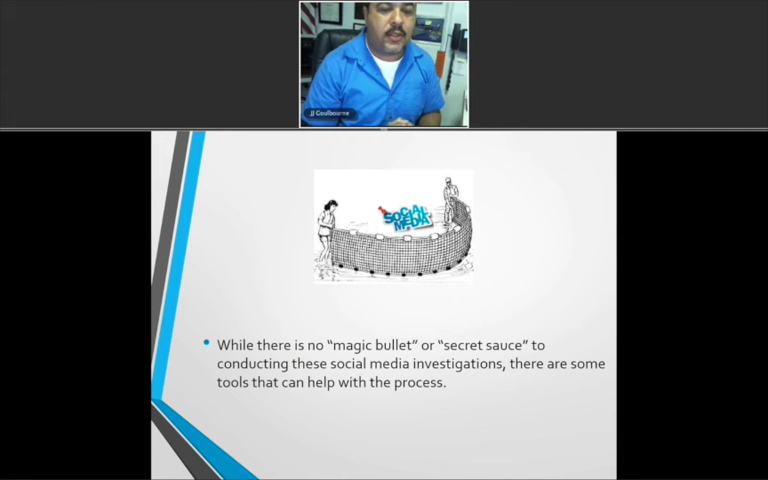 JJ Coulbourne
SOCIAL
MEDIA
While there is no “magic bullet” or “secret sauce” to
conducting these social media investigations, there are some
tools that can help with the process.